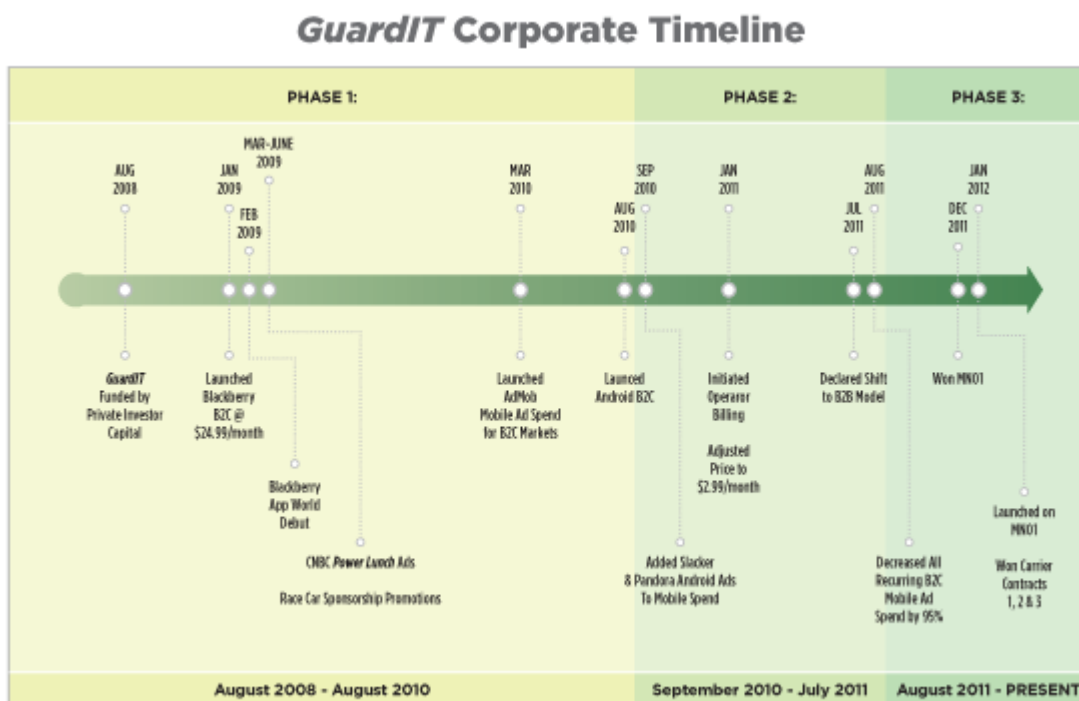 GuardIT Corporate Timeline
PHASE 1:
PHASE 2:
PHASE 3:
AUG
2008
JAN
2009
FEB
2009
MAR-JUNE
2009
MAR
2010
AUG
2010
SEP
2010
JAN
2011
JUL
2011
AUG
2011
DEC
2011
JAN
2012
GuardIT
Funded by
Private Investor
Capital
Launched
Blackberry
B2C @
$24.99/month
Blackberry
App World
Debut
CNBC Power Lunch Ads
Race Car Sponsorship Promotions
Launched
AdMob
Mobile Ad Spend
for B2C Markets
Launced
Android B2C
Added Slacker
& Pandora Android Ads
To Mobile Spend
Initiated
Operaror
Billing
Adjusted
Price to
$2.99/month
Declared Shift
to B2B Model
Decreased All
Recurring B2C
Mobile Ad
Spend by 95%
Won MNO1
Launched on
MNO1
Won Carrier
Contracts
1, 2 & 3
August 2008 - August 2010
September 2010 - July 2011
August 2011 - PRESENT